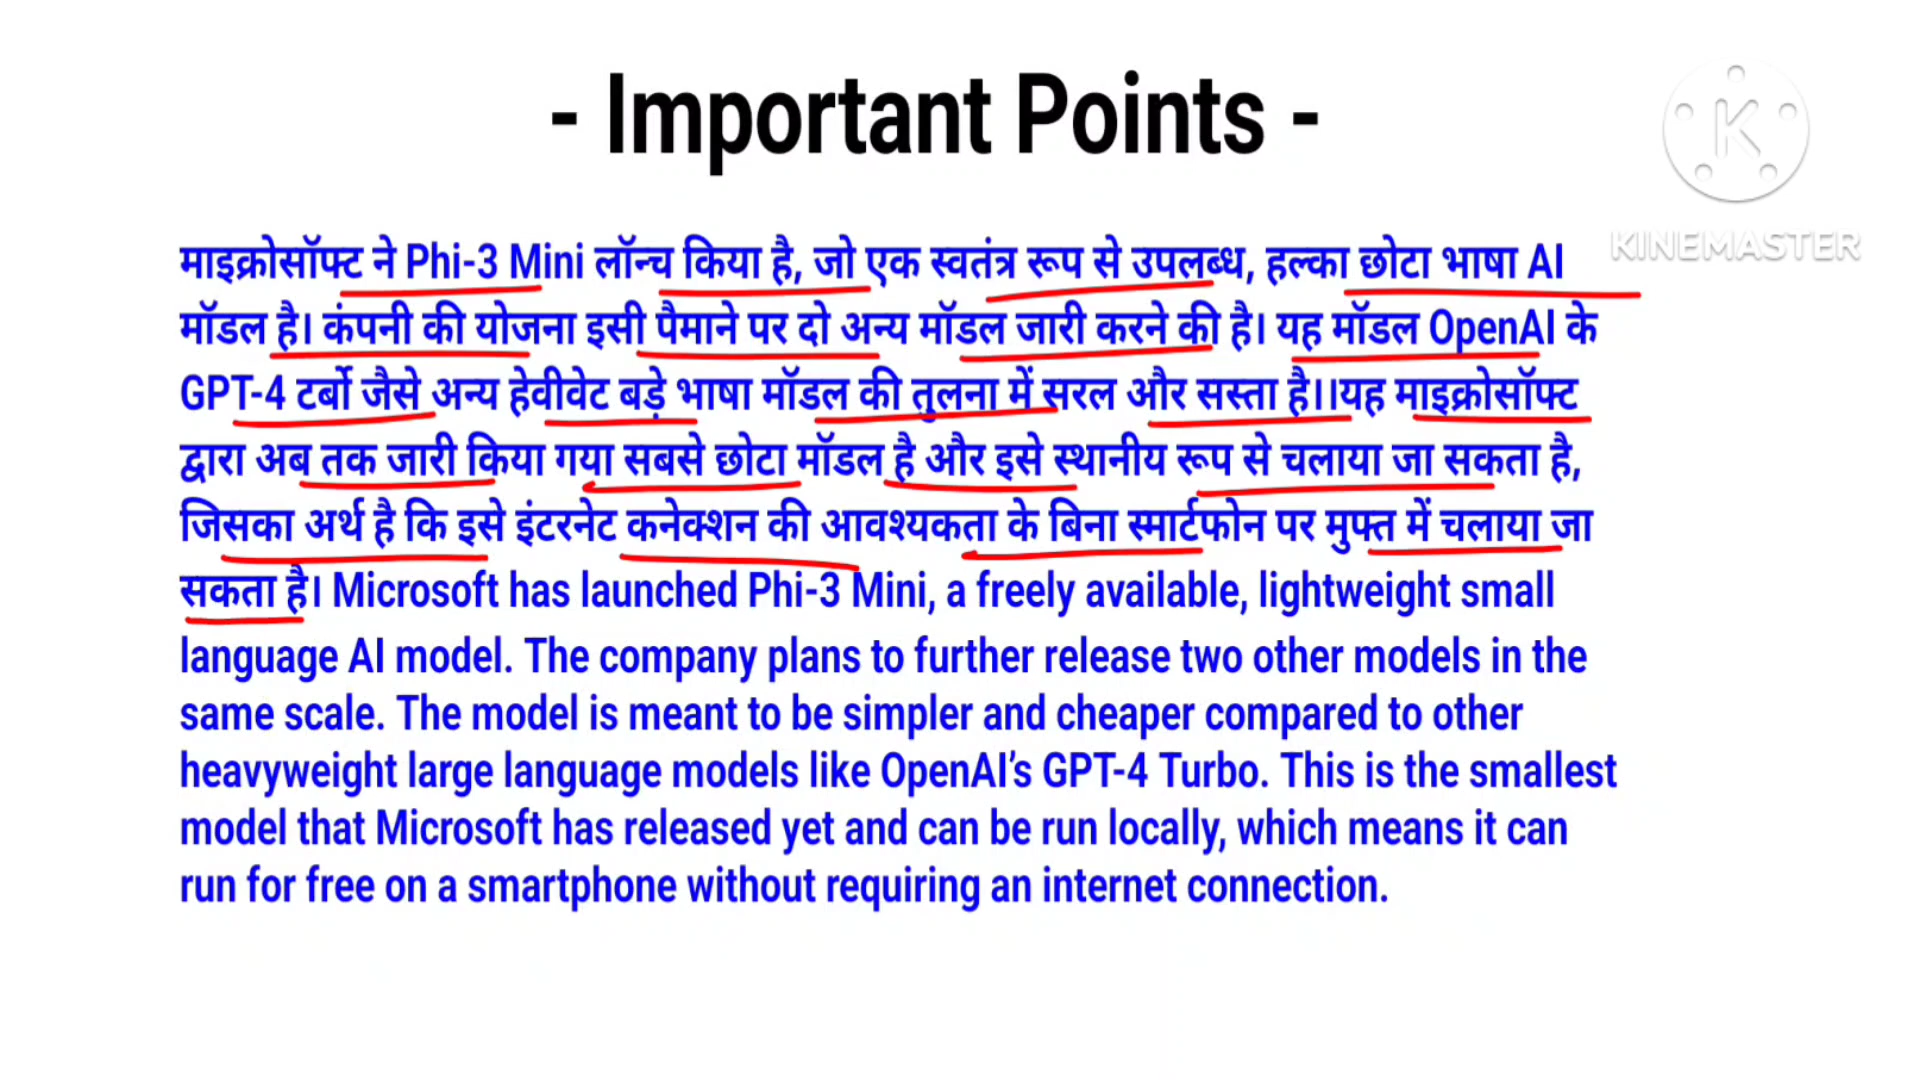 - Important Points -
KINEMASTER
माइक्रोसॉफ्ट ने Phi-3 Mini लॉन्च किया है, जो एक स्वतंत्र रूप से उपलब्ध, हल्का छोटा भाषा AI
मॉडल है। कंपनी की योजना इसी पैमाने पर दो अन्य मॉडल जारी करने की है। यह मॉडल OpenAI के
GPT-4 टर्बो जैसे अन्य हेवीवेट बड़े भाषा मॉडल की तुलना में सरल और सस्ता है।।यह माइक्रोसॉफ्ट
द्वारा अब तक जारी किया गया सबसे छोटा मॉडल है और इसे स्थानीय रूप से चलाया जा सकता है,
जिसका अर्थ है कि इसे इंटरनेट कनेक्शन की आवश्यकता के बिना स्मार्टफोन पर मुफ्त में चलाया जा
सकता है। Microsoft has launched Phi-3 Mini, a freely available, lightweight small
language AI model. The company plans to further release two other models in the
same scale. The model is meant to be simpler and cheaper compared to other
heavyweight large language models like OpenAI’s GPT-4 Turbo. This is the smallest
model that Microsoft has released yet and can be run locally, which means it can
run for free on a smartphone without requiring an internet connection.